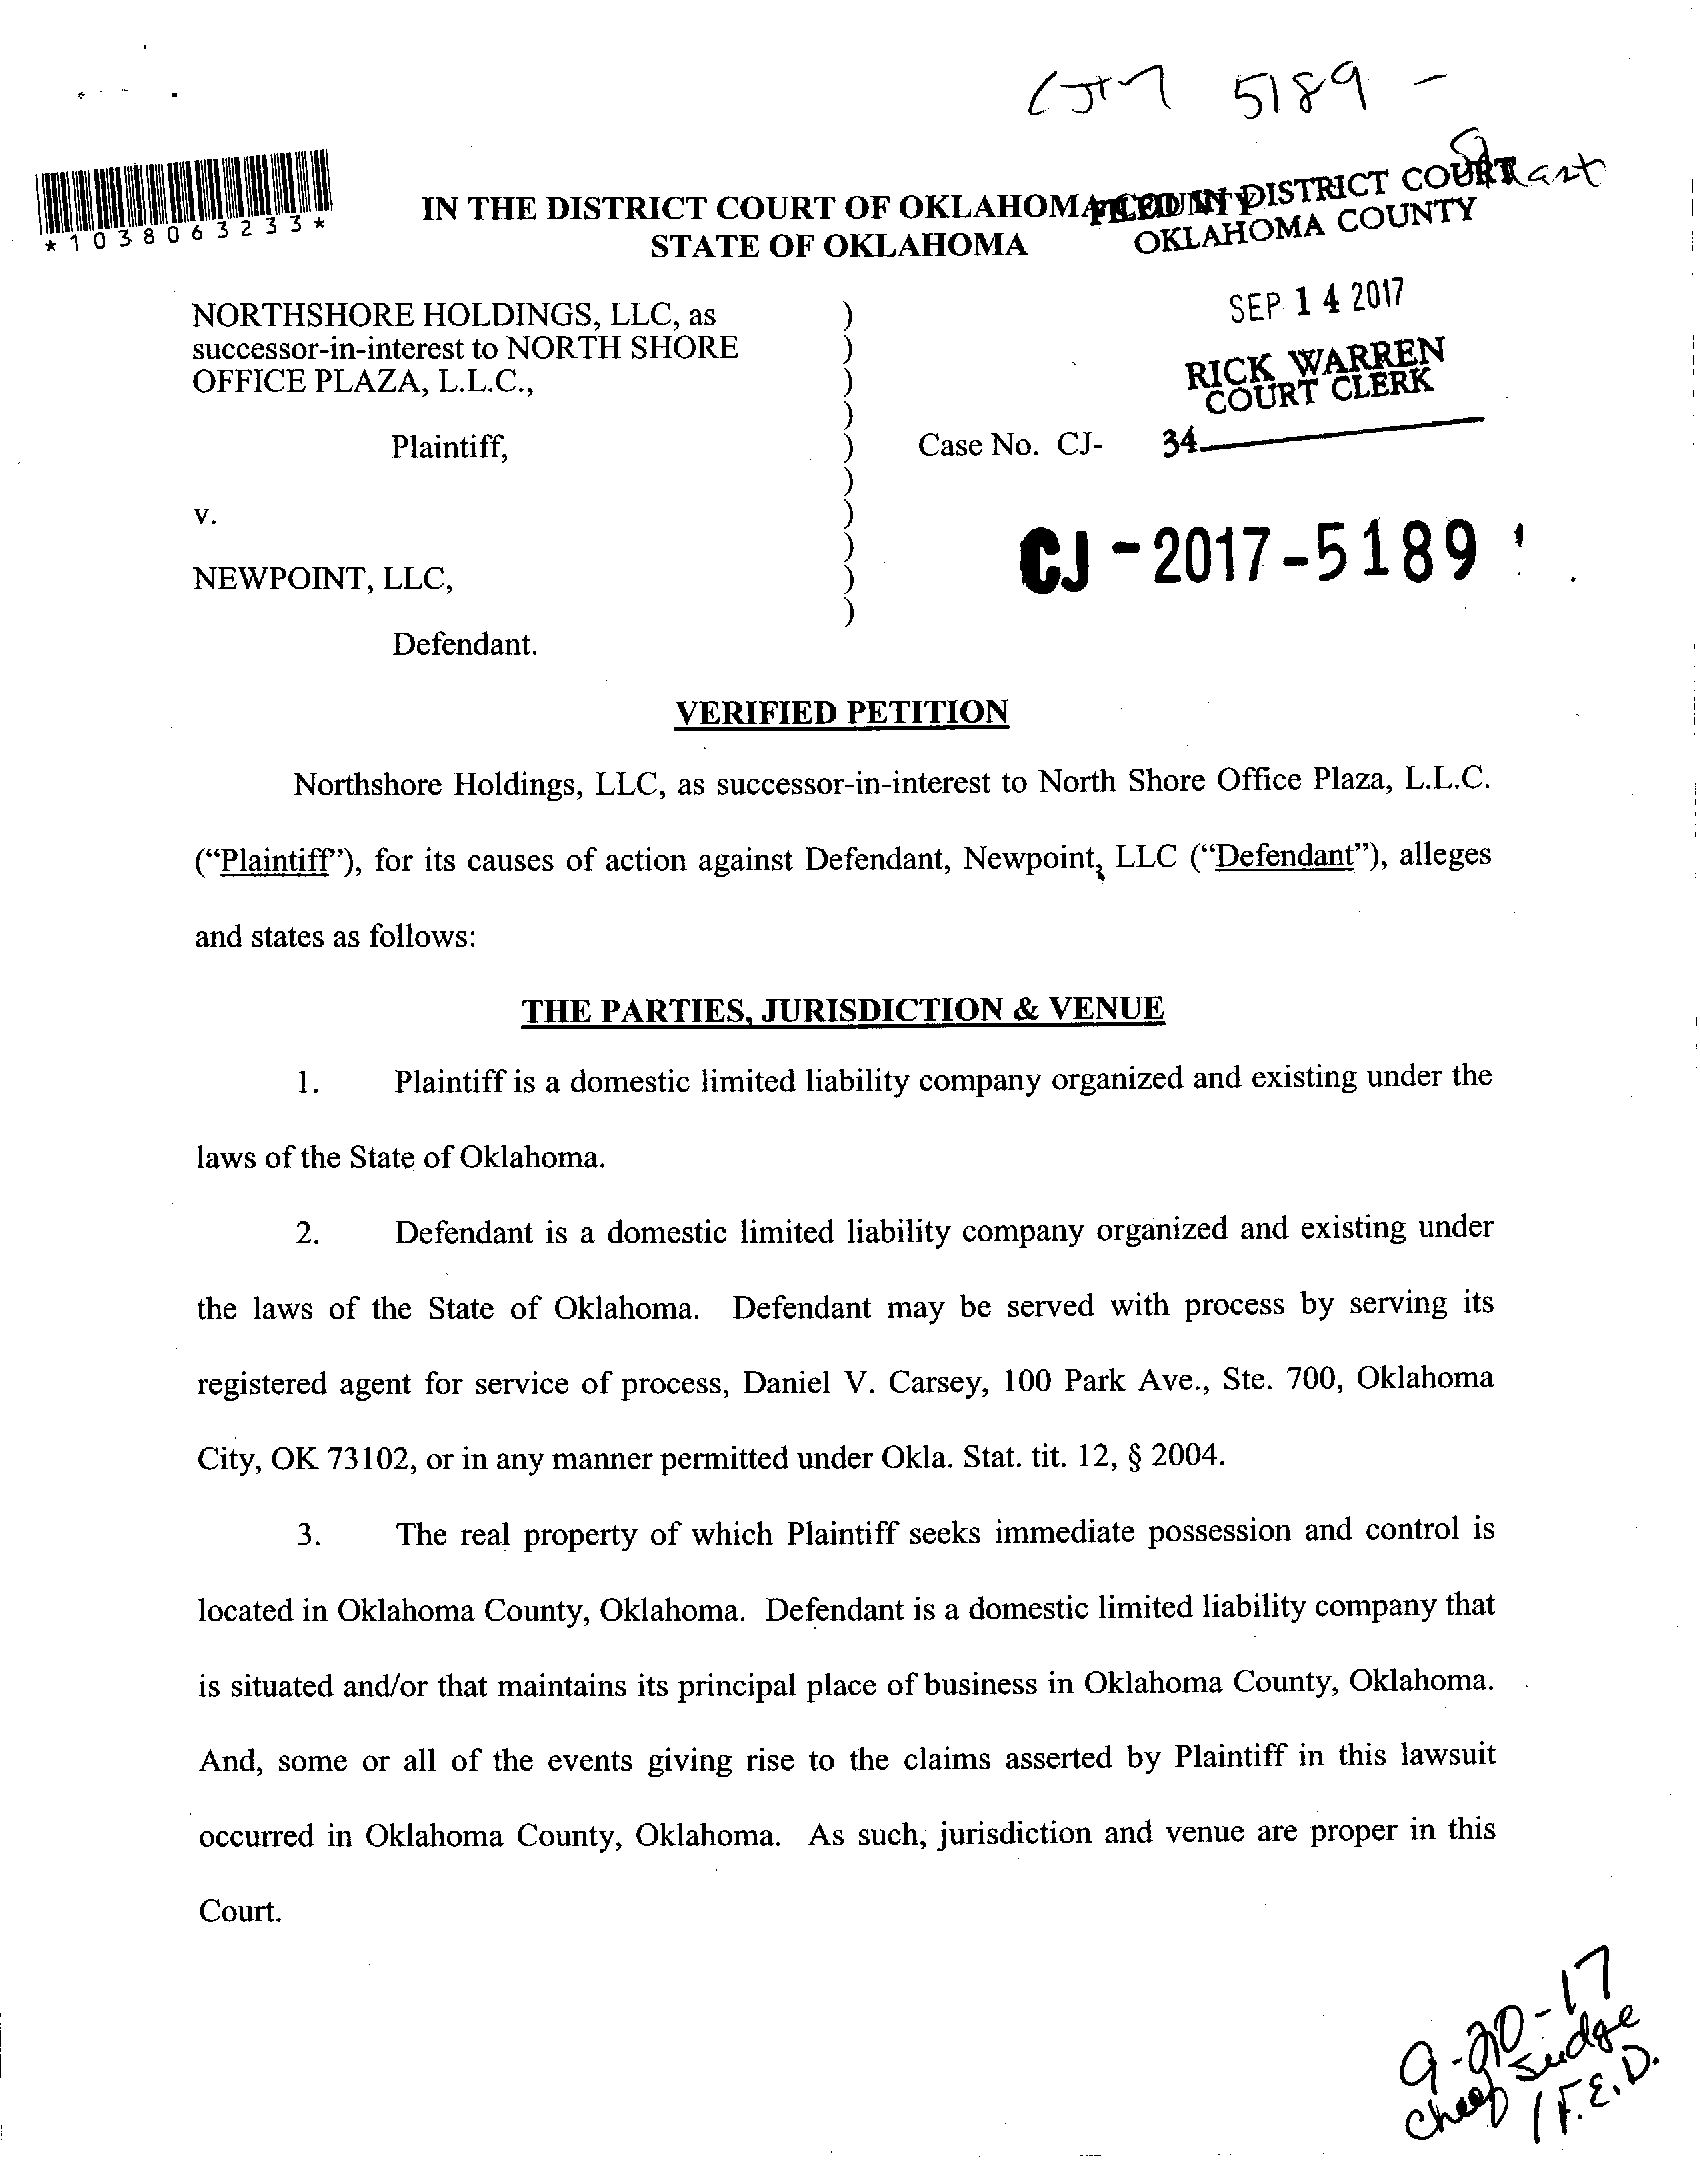 5189 -
IN THE DISTRICT COURT OF OKLAHOMA COUNTY
STATE OF OKLAHOMA
FILED IN DISTRICT COURT
OKLAHOMA COUNTY
*1038063233*
SEP 14 2017
RICK WARREN
COURT CLERK
34
NORTHSHORE HOLDINGS, LLC, as )
successor-in-interest to NORTH SHORE )
OFFICE PLAZA, L.L.C., )
)
Plaintiff, ) Case No. CJ-
)
v. )
)
NEWPOINT, LLC, )
)
Defendant.
CJ-2017-5189
VERIFIED PETITION
Northshore Holdings, LLC, as successor-in-interest to North Shore Office Plaza, L.L.C.
(“Plaintiff”), for its causes of action against Defendant, Newpoint, LLC (“Defendant”), alleges
and states as follows:
THE PARTIES, JURISDICTION & VENUE
1. Plaintiff is a domestic limited liability company organized and existing under the
laws of the State of Oklahoma.
2. Defendant is a domestic limited liability company organized and existing under
the laws of the State of Oklahoma. Defendant may be served with process by serving its
registered agent for service of process, Daniel V. Carsey, 100 Park Ave., Ste. 700, Oklahoma
City, OK 73102, or in any manner permitted under Okla. Stat. tit. 12, § 2004.
3. The real property of which Plaintiff seeks immediate possession and control is
located in Oklahoma County, Oklahoma. Defendant is a domestic limited liability company that
is situated and/or that maintains its principal place of business in Oklahoma County, Oklahoma.
And, some or all of the events giving rise to the claims asserted by Plaintiff in this lawsuit
occurred in Oklahoma County, Oklahoma. As such, jurisdiction and venue are proper in this
Court.
9-20-17
Judge
F.E.D.